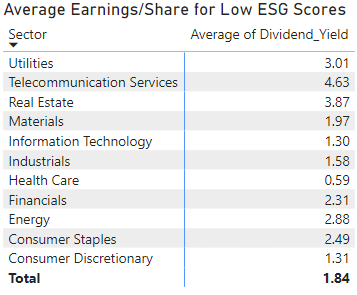 Average Earnings/Share for Low ESG Scores
Sector Average of Dividend_Yield
Utilities 3.01
Telecommunication Services 4.63
Real Estate 3.87
Materials 1.97
Information Technology 1.30
Industrials 1.58
Health Care 0.59
Financials 2.31
Energy 2.88
Consumer Staples 2.49
Consumer Discretionary 1.31
Total 1.84